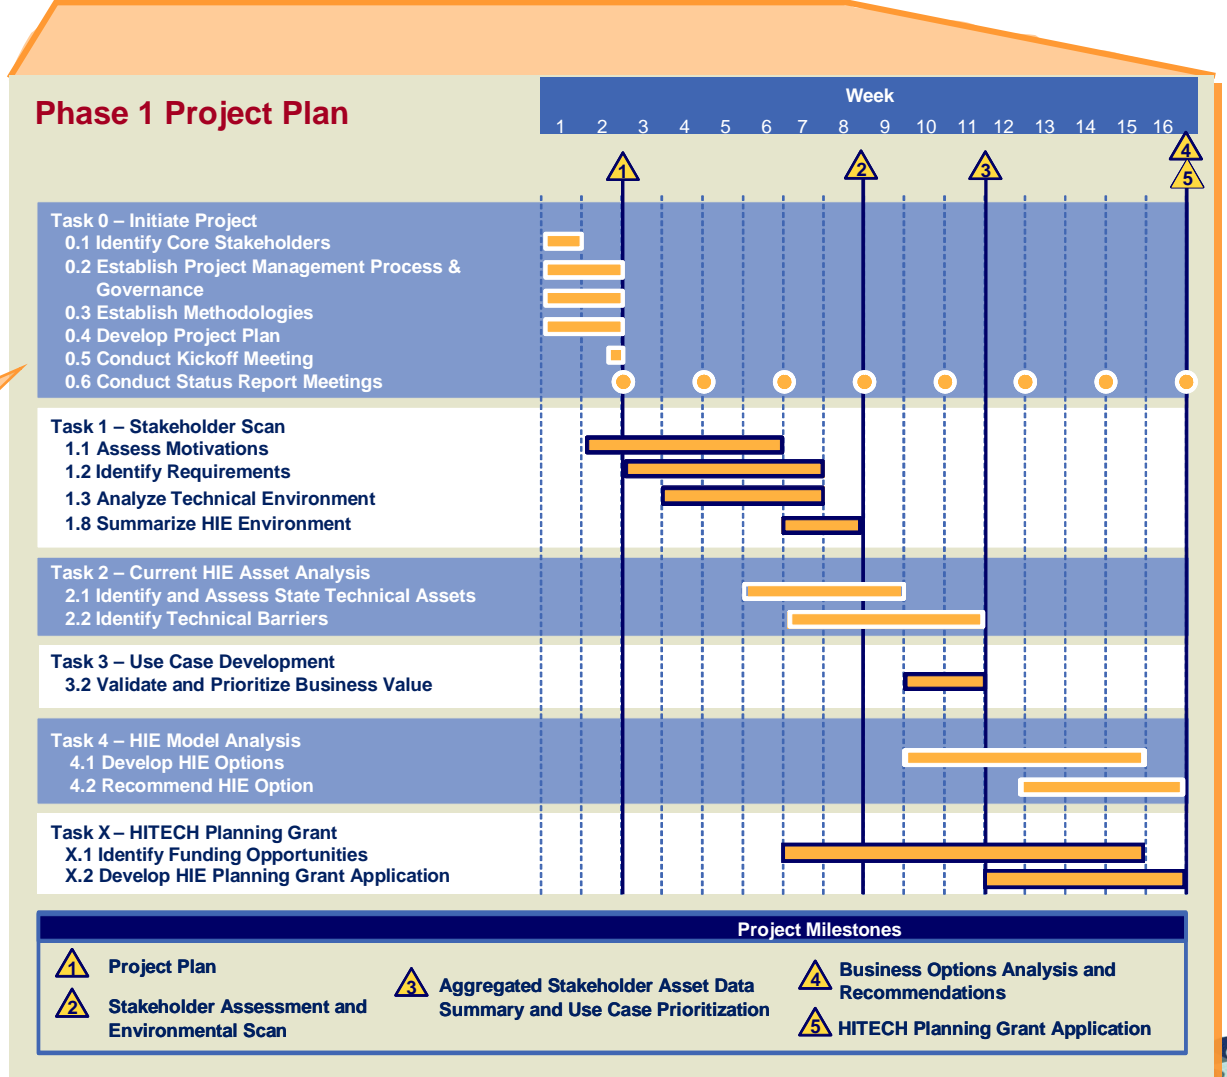 Phase 1 Project Plan
Week
1 2 3 4 5 6 7 8 9 10 11 12 13 14 15 16
1 2 3 4
5
Task 0 – Initiate Project
0.1 Identify Core Stakeholders
0.2 Establish Project Management Process &
Governance
0.3 Establish Methodologies
0.4 Develop Project Plan
0.5 Conduct Kickoff Meeting
0.6 Conduct Status Report Meetings
Task 1 – Stakeholder Scan
1.1 Assess Motivations
1.2 Identify Requirements
1.3 Analyze Technical Environment
1.8 Summarize HIE Environment
Task 2 – Current HIE Asset Analysis
2.1 Identify and Assess State Technical Assets
2.2 Identify Technical Barriers
Task 3 – Use Case Development
3.2 Validate and Prioritize Business Value
Task 4 – HIE Model Analysis
4.1 Develop HIE Options
4.2 Recommend HIE Option
Task X – HITECH Planning Grant
X.1 Identify Funding Opportunities
X.2 Develop HIE Planning Grant Application
Project Milestones
1 Project Plan
2 Stakeholder Assessment and
Environmental Scan
3 Aggregated Stakeholder Asset Data
Summary and Use Case Prioritization
4 Business Options Analysis and
Recommendations
5 HITECH Planning Grant Application